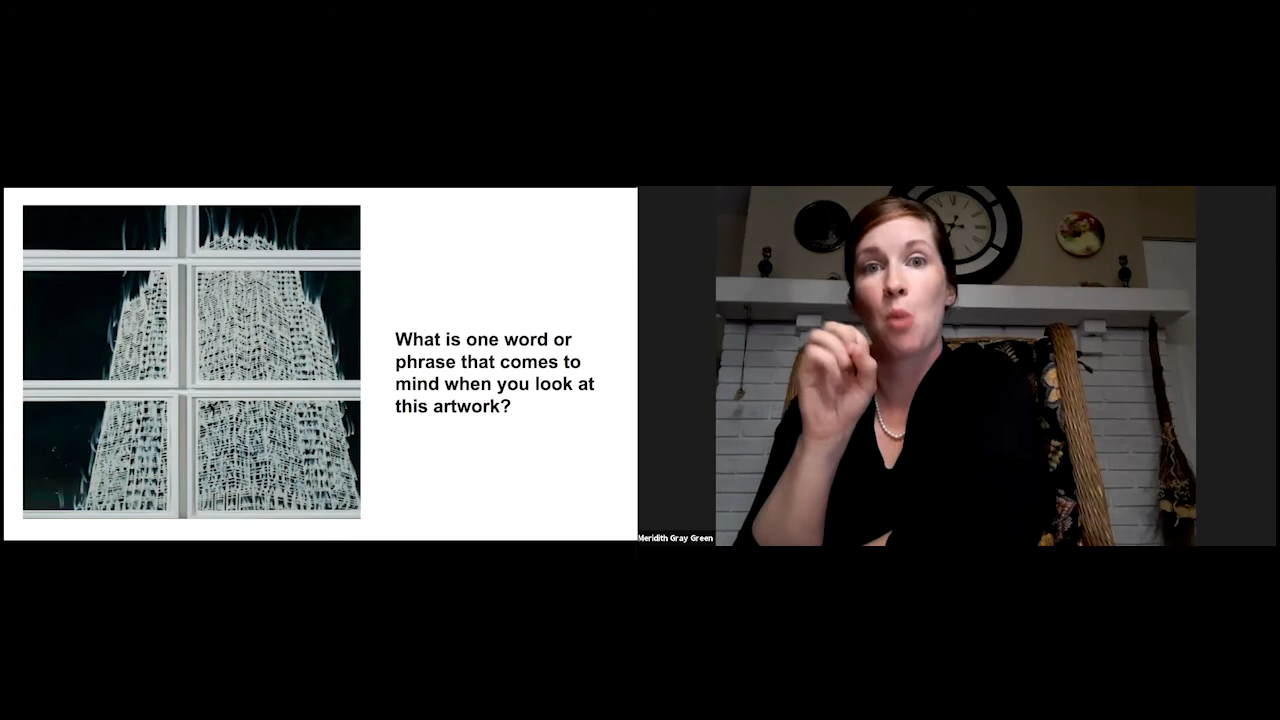 What is one word or
phrase that comes to
mind when you look at
this artwork?
Meridith Gray Green